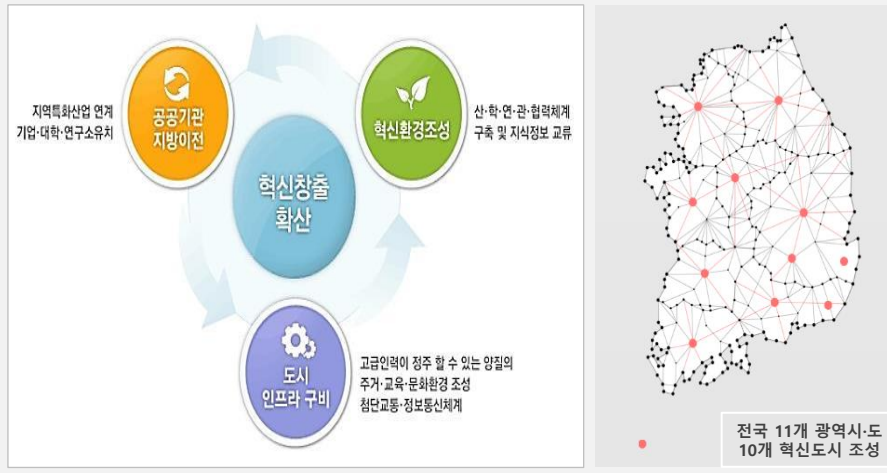 공공기관
지방이전
지역특화산업 연계
기업·대학·연구소유치
혁신환경조성
산·학·연·관·협력체계
구축 및 지식정보 교류
혁신창출
확산
도시
인프라 구비
고급인력이 정주 할 수 있는 양질의
주거·교육·문화환경 조성
첨단교통·정보통신체계
전국 11개 광역시·도
10개 혁신도시 조성